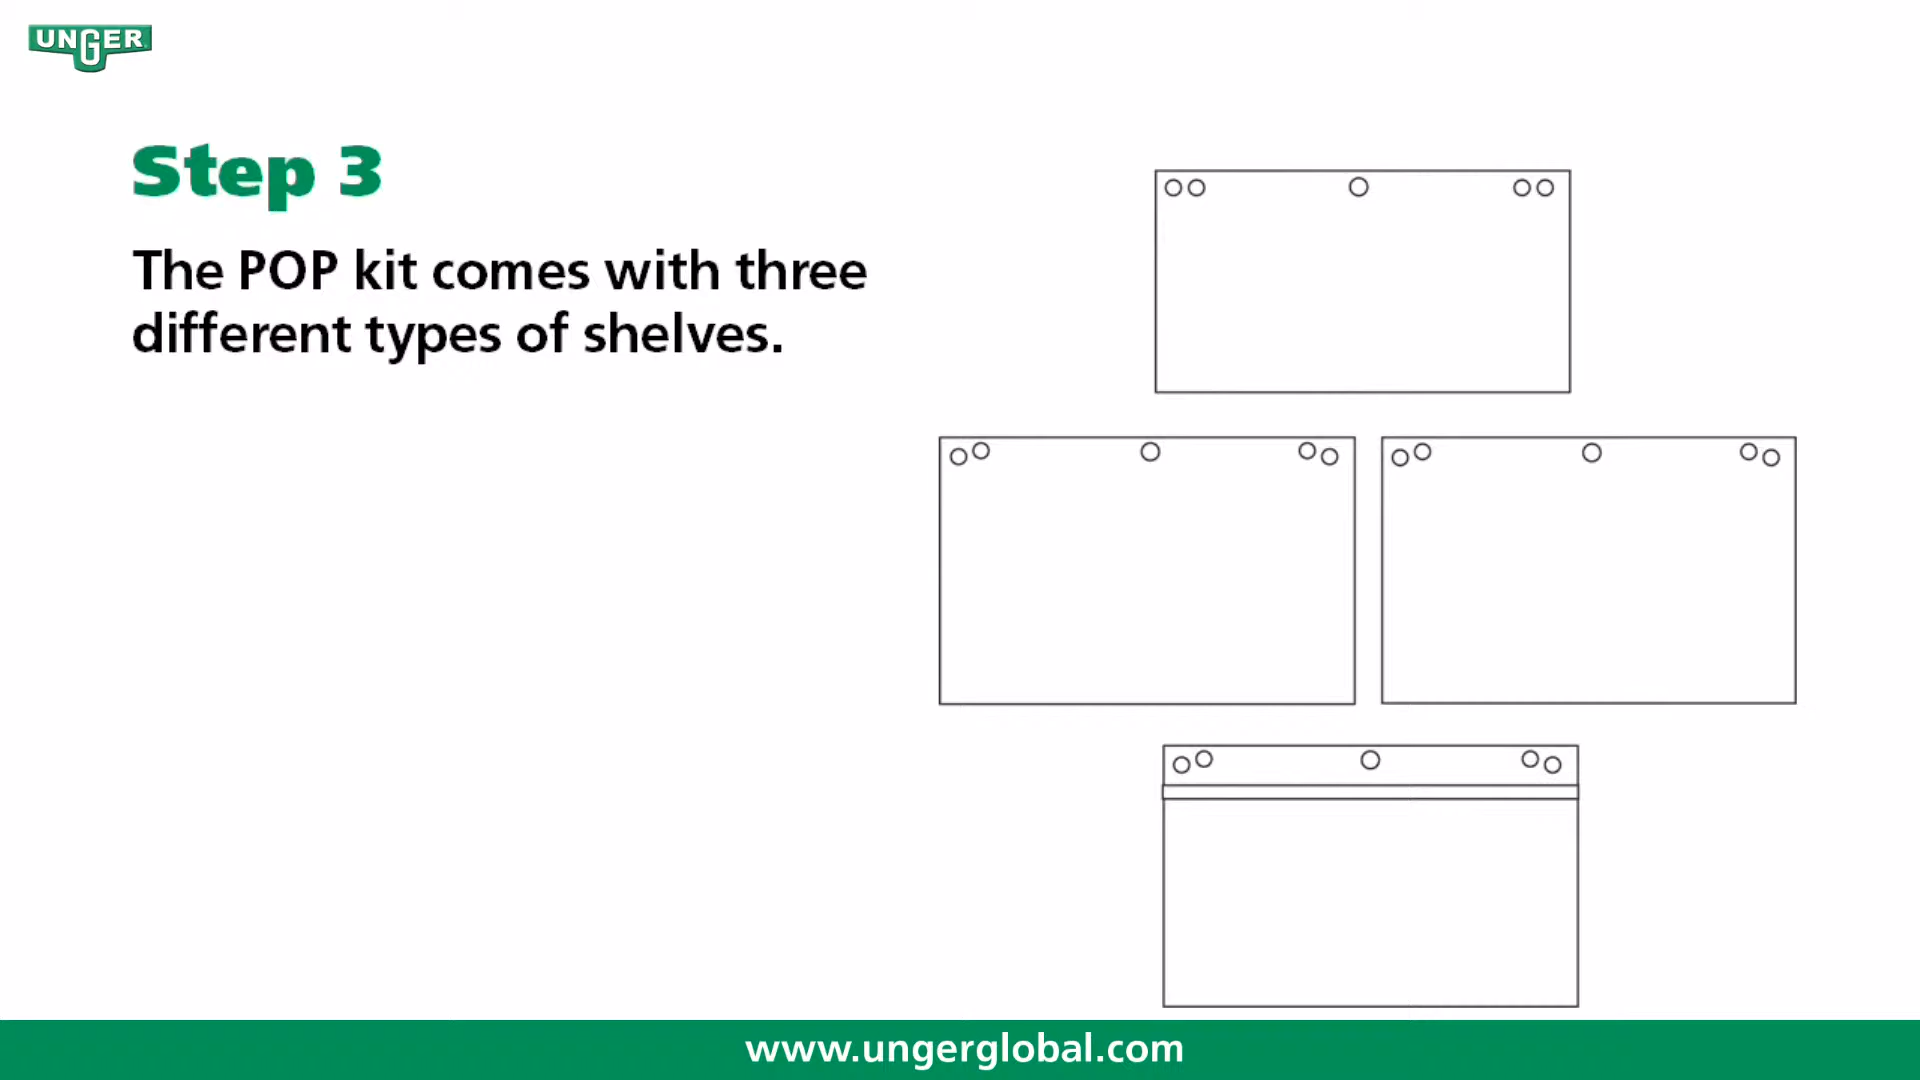 UNGER
Step 3
The POP kit comes with three
different types of shelves.
www.ungerglobal.com